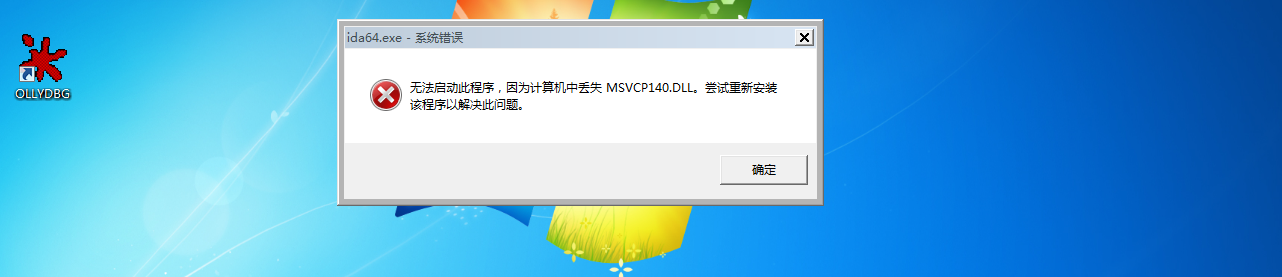 ida64.exe - 系统错误
无法启动此程序，因为计算机中丢失 MSVCP140.DLL。尝试重新安装
该程序以解决此问题。
确定
OLLYDBG